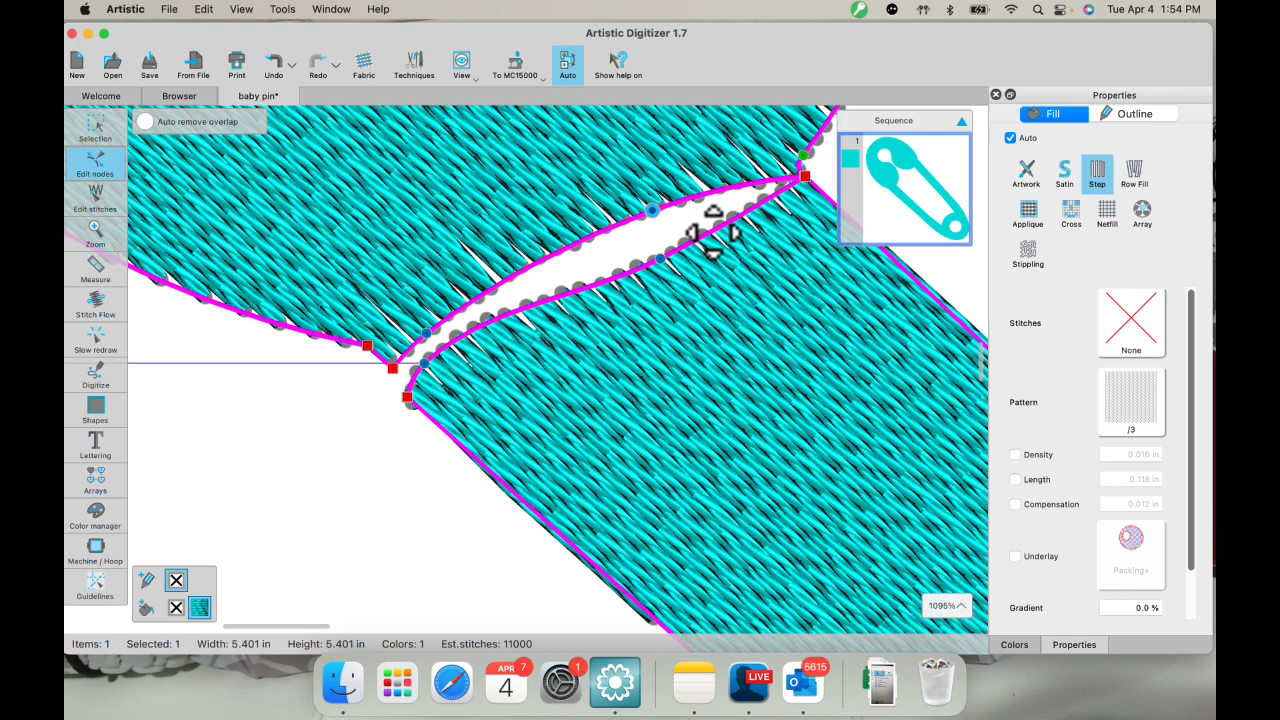 Artistic File Edit View Tools Window Help Tue Apr 4 1:54 PM
Artistic Digitizer 1.7
New Open Save From File Print Undo Redo Fabric Techniques View To MC15000 Auto Show help on
Welcome Browser baby pin*
Properties
Auto remove overlap
Sequence
1
Fill Outline
Auto
Artwork Satin Step Row Fill
Applique Cross Netfill Array
Stippling
Selection
Edit nodes
Edit stitches
Zoom
Measure
Stitch Flow
Slow redraw
Digitize
Shapes
Lettering
Arrays
Color manager
Machine / Hoop
Guidelines
Stitches
None
Pattern
/3
Density 0.016 in
Length 0.118 in
Compensation 0.012 in
Underlay
Packing+
Gradient 0.0 %
1095%
Items: 1 Selected: 1 Width: 5.401 in Height: 5.401 in Colors: 1 Est.stitches: 11000
Colors Properties
APR 7
4
1
LIVE
5615